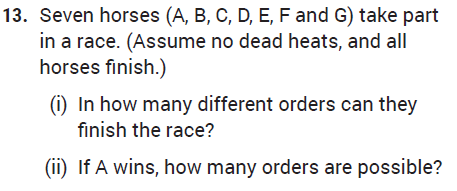 13. Seven horses (A, B, C, D, E, F and G) take part
in a race. (Assume no dead heats, and all
horses finish.)
(i) In how many different orders can they
finish the race?
(ii) If A wins, how many orders are possible?